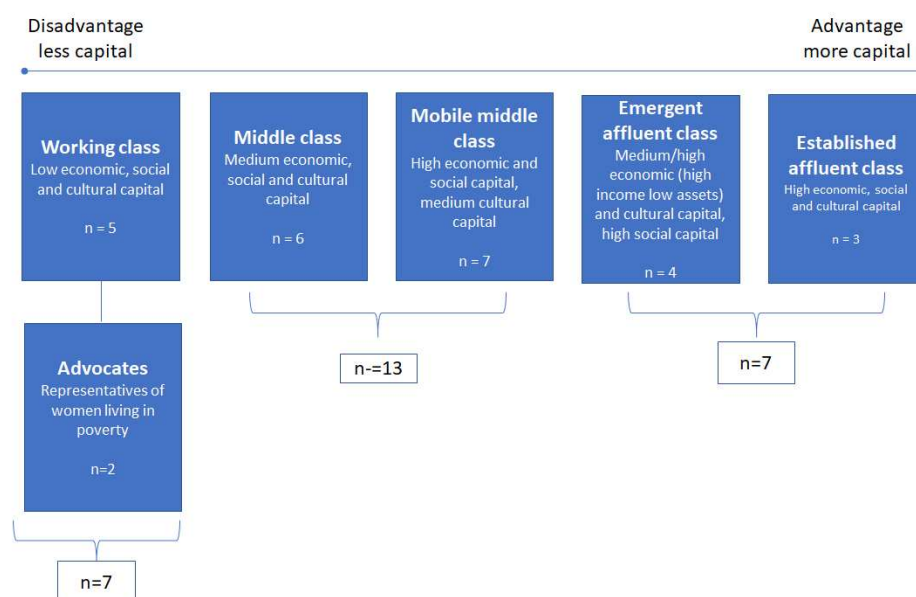 Disadvantage
less capital
Advantage
more capital
Working class
Low economic, social
and cultural capital
n = 5
Middle class
Medium economic,
social and cultural
capital
n = 6
Mobile middle
class
High economic and
social capital,
medium cultural
capital
n = 7
Emergent
affluent class
Medium/high
economic (high
income low assets)
and cultural capital,
high social capital
n = 4
Established
affluent class
High economic, social
and cultural capital
n = 3
Advocates
Representatives of
women living in
poverty
n=2
n-=13
n=7
n=7